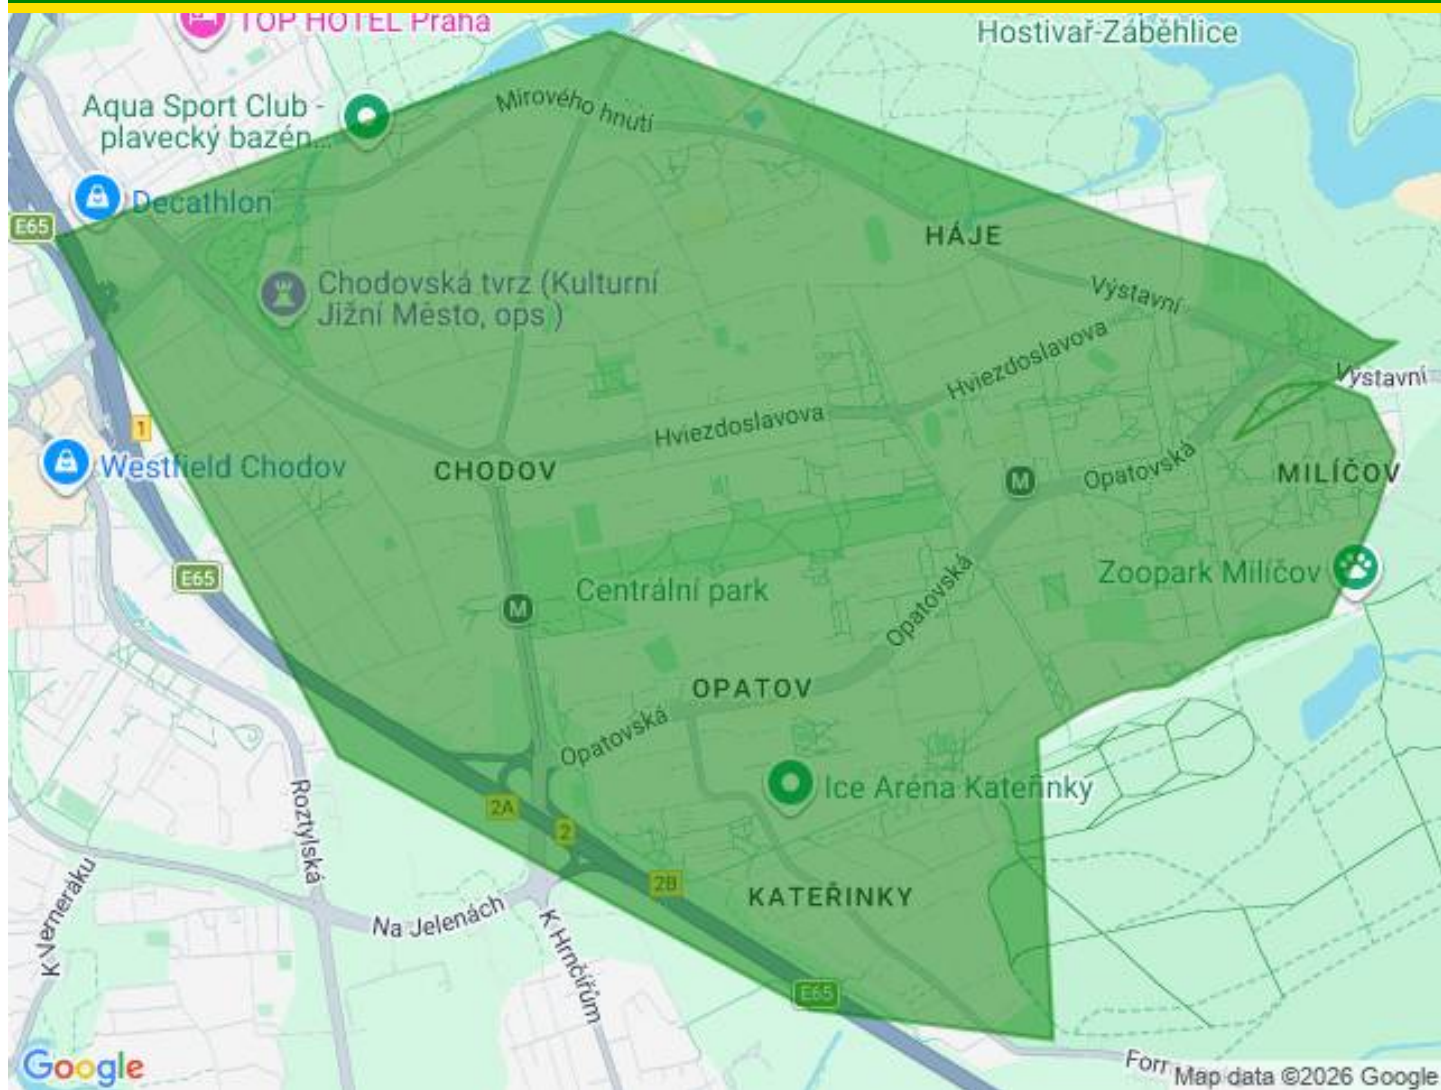 TOP HOTEL Praha
Hostivař-Záběhlice
Aqua Sport Club -
plavecký bazén...
Mírového hnutí
Decathlon
E65
HÁJE
Chodovská tvrz (Kulturní
Jižní Město, ops )
Výstavní
Hviezdoslavova
Výstavní
1
Hviezdoslavova
Westfield Chodov
CHODOV
M
Opatovská
MILÍČOV
E65
Centrální park
M
Opatovská
Zoopark Milíčov
OPATOV
Opatovská
Ice Aréna Kateřinky
2A
2
Roztylská
2B
KATEŘINKY
K Verneráku
Na Jelenách
K Hrnčířům
E65
Google
Map data ©2026 Google